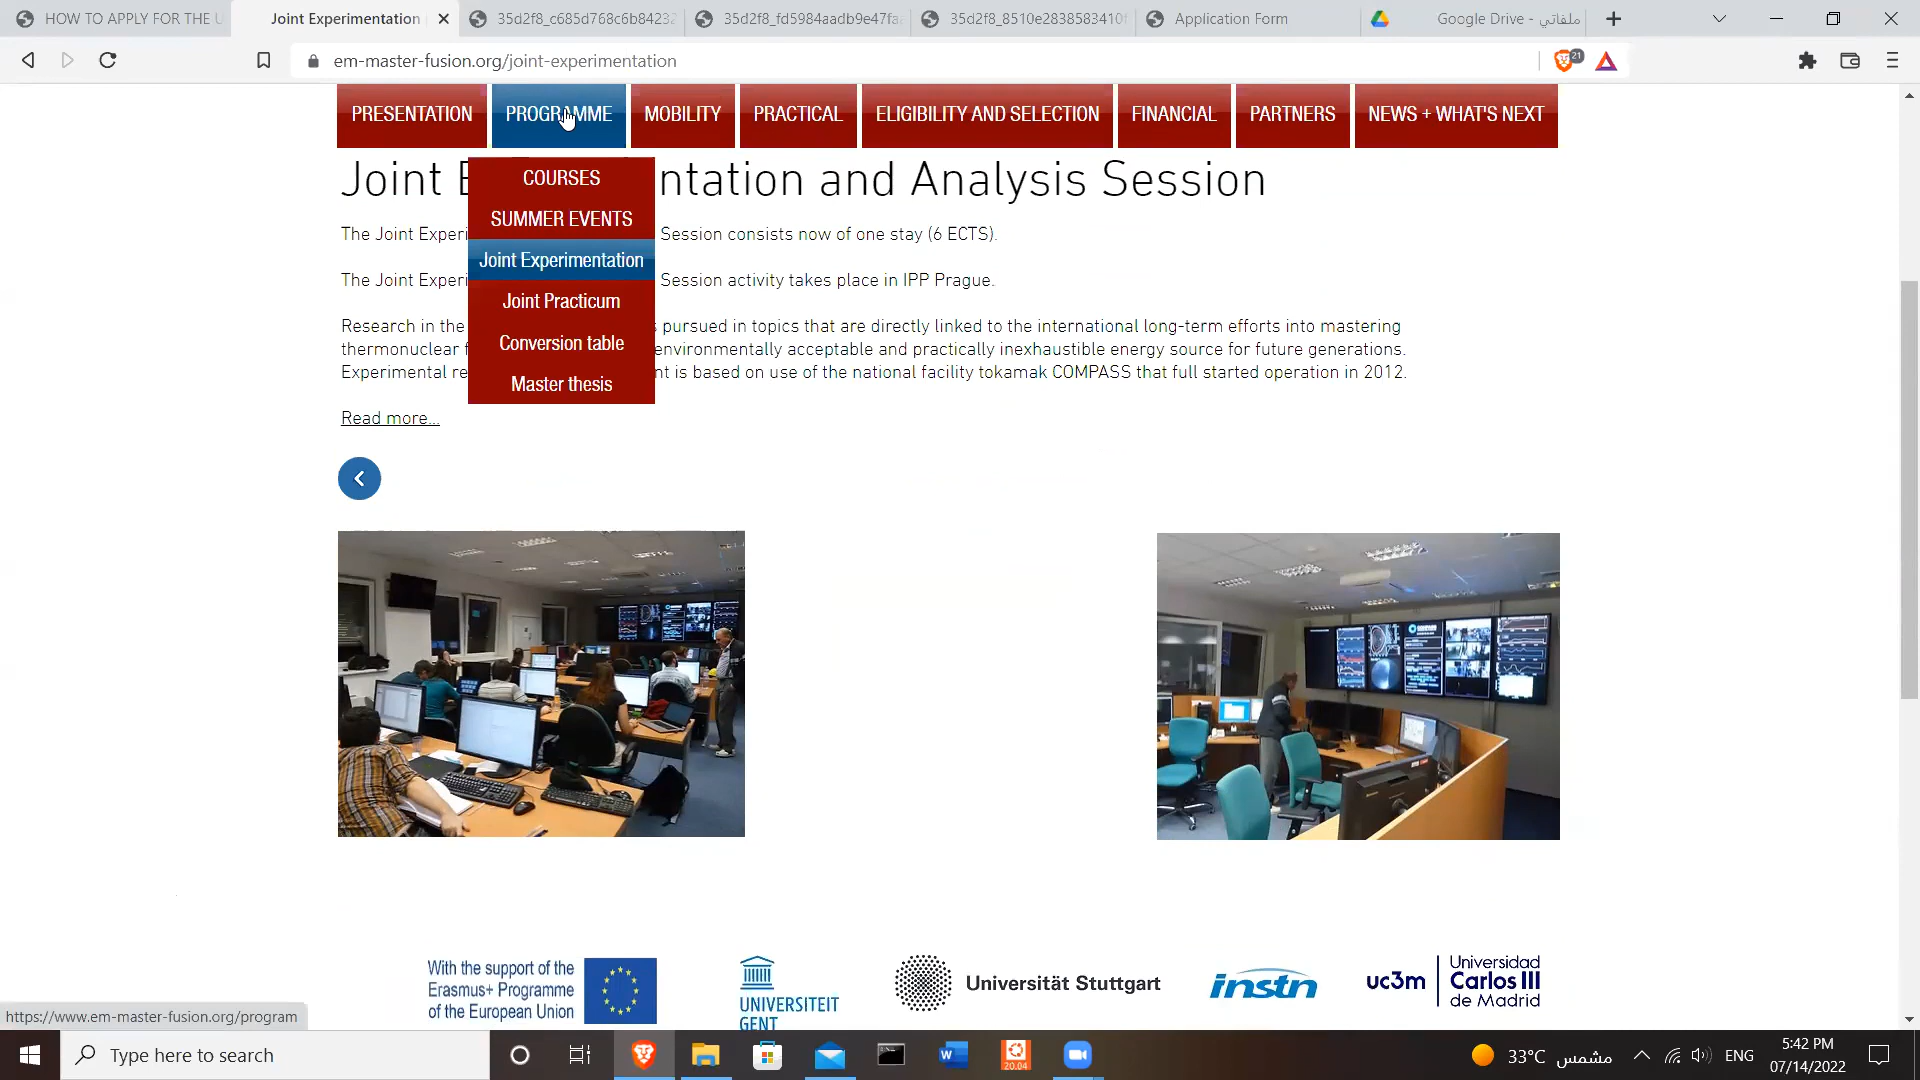 HOW TO APPLY FOR THE U
Joint Experimentation
35d2f8_c685d768c6b84232
35d2f8_fd5984aadb9e47faa
35d2f8_8510e2838583410f
Application Form
ملفاتي - Google Drive
em-master-fusion.org/joint-experimentation
21
PRESENTATION
PROGRAMME
MOBILITY
PRACTICAL
ELIGIBILITY AND SELECTION
FINANCIAL
PARTNERS
NEWS + WHAT'S NEXT
COURSES
SUMMER EVENTS
Joint Experimentation
Joint Practicum
Conversion table
Master thesis
Joint E ntation and Analysis Session
The Joint Experi Session consists now of one stay (6 ECTS).
The Joint Experi Session activity takes place in IPP Prague.
Research in the s pursued in topics that are directly linked to the international long-term efforts into mastering
thermonuclear f environmentally acceptable and practically inexhaustible energy source for future generations.
Experimental re nt is based on use of the national facility tokamak COMPASS that full started operation in 2012.
Read more...
With the support of the
Erasmus+ Programme
of the European Union
UNIVERSITEIT
GENT
Universität Stuttgart
instn
uc3m
Universidad
Carlos III
de Madrid
https://www.em-master-fusion.org/program
Type here to search
20.04
33°C مشمس
ENG
5:42 PM
07/14/2022